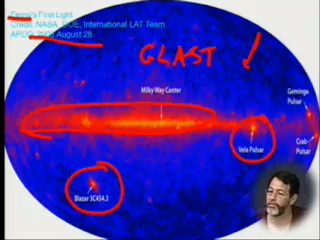 Fermi's First Light
Credit: NASA, DOE, International LAT Team
APOD: 2008 August 28
GLAST
Milky Way Center
Geminga
Pulsar
Vela Pulsar
Crab
Pulsar
Blazar 3C454.3